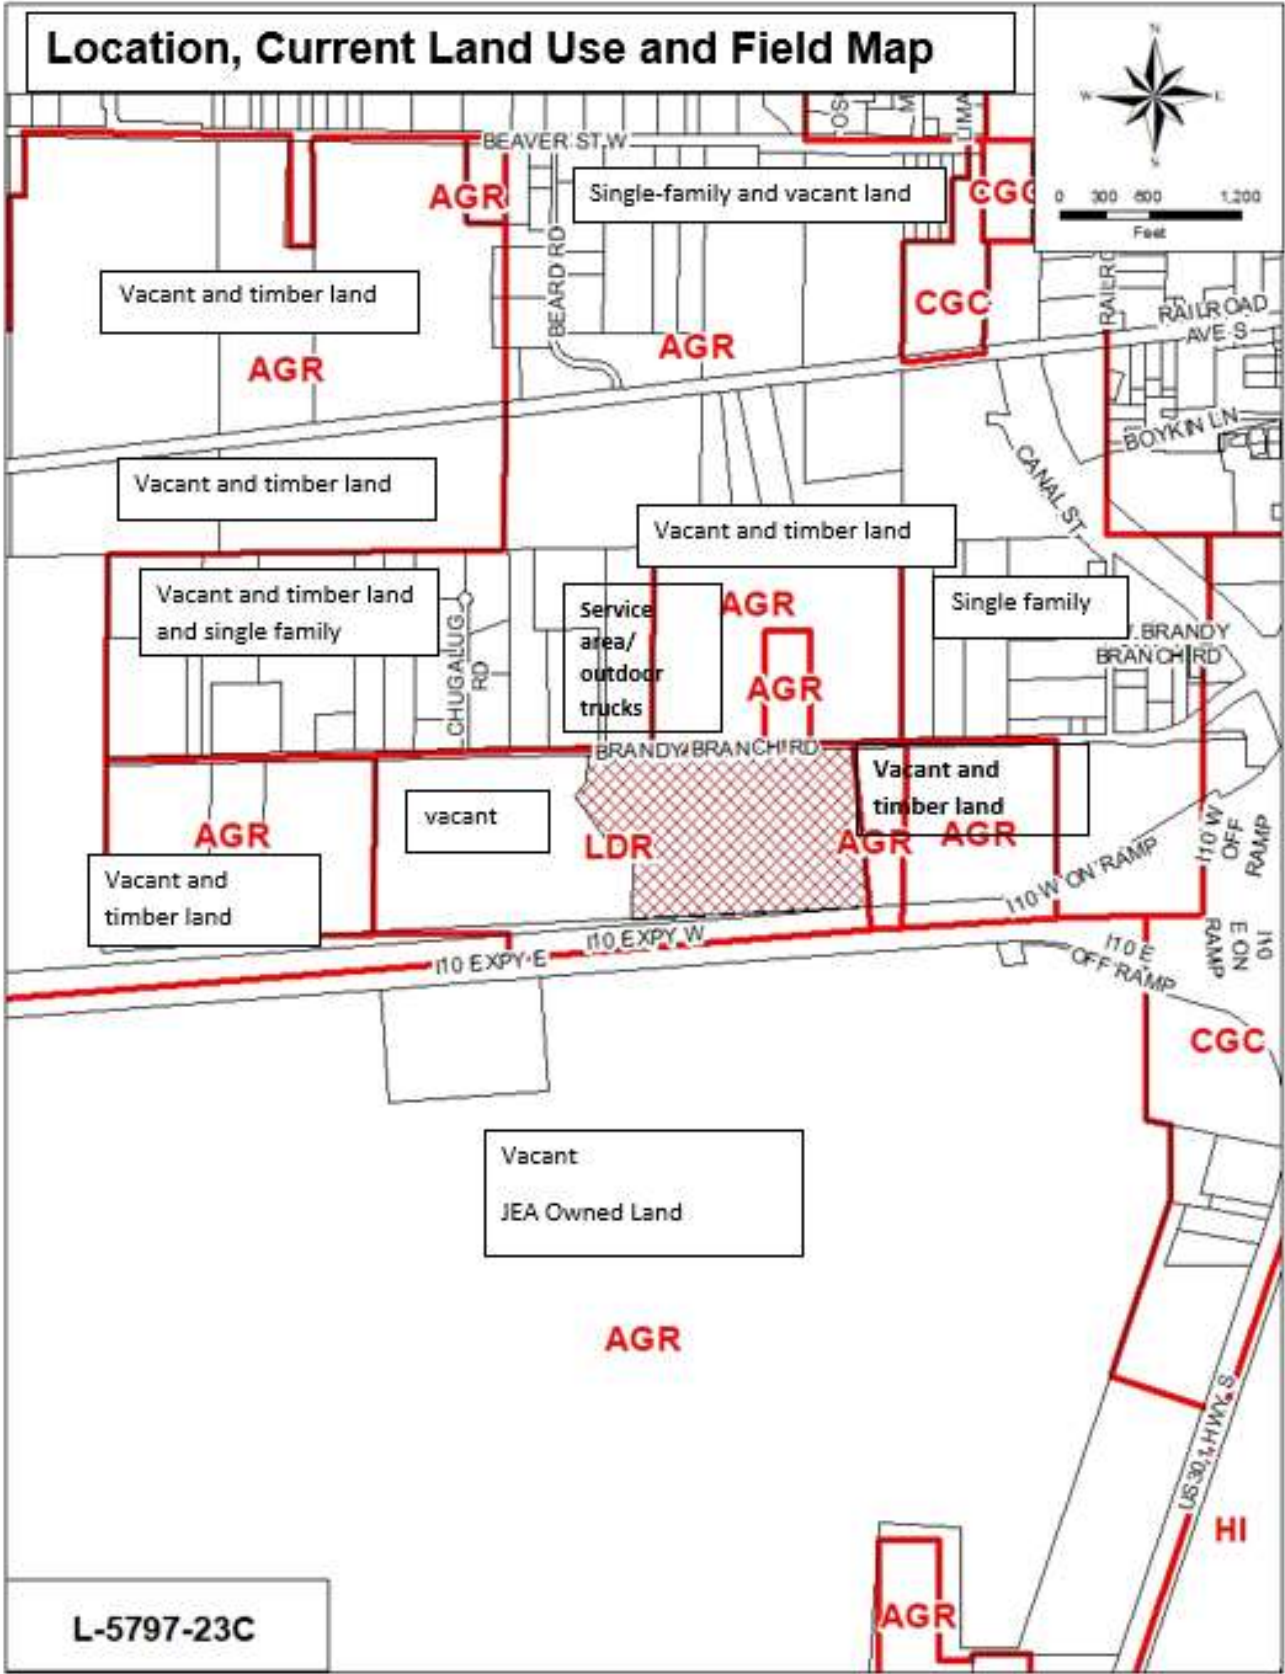 Location, Current Land Use and Field Map
N
W
E
S
0 300 600 1,200
Feet
LIMA
BEAVER ST W
AGR
Single-family and vacant land
CGC
BEARD RD
Vacant and timber land
CGC
RAILROAD
AVE S
AGR
AGR
BOYKIN LN
Vacant and timber land
CANAL ST
Vacant and timber land
Vacant and timber land
and single family
Service
area/
outdoor
trucks
AGR
Single family
CHUGALUG
RD
BRANDY
BRANCH RD
AGR
BRANDY BRANCH RD
Vacant and
timber land
vacant
AGR
LDR
AGR
AGR
I10 W
OFF
RAMP
I10 W ON RAMP
Vacant and
timber land
I10 EXPY W
I10 EXPY E
I10 E
OFF RAMP
I10
E ON
RAMP
CGC
Vacant
JEA Owned Land
AGR
US 301 HWY S
HI
AGR
L-5797-23C